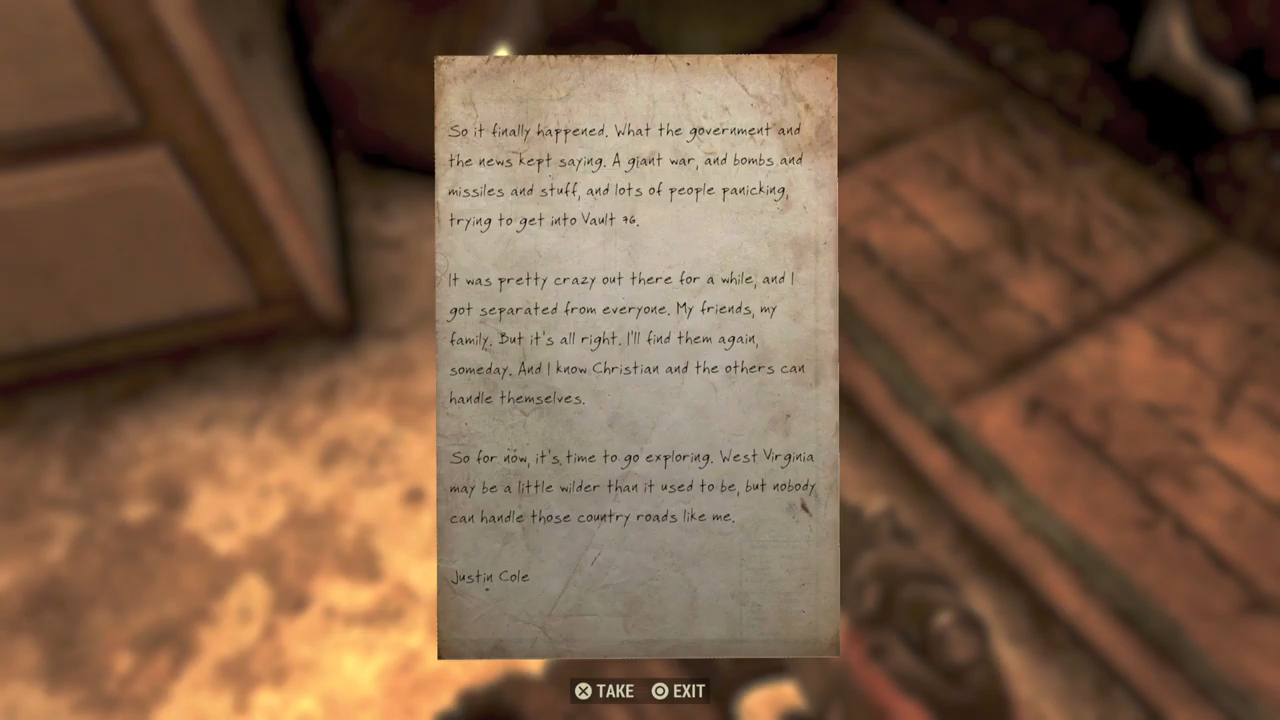 So it finally happened. What the government and
the news kept saying. A giant war, and bombs and
missiles and stuff, and lots of people panicking,
trying to get into Vault 76.
It was pretty crazy out there for a while, and I
got separated from everyone. My friends, my
family. But it's all right. I'll find them again,
someday. And I know Christian and the others can
handle themselves.
So for now, it's time to go exploring. West Virginia
may be a little wilder than it used to be, but nobody
can handle those country roads like me.
Justin Cole
TAKE EXIT